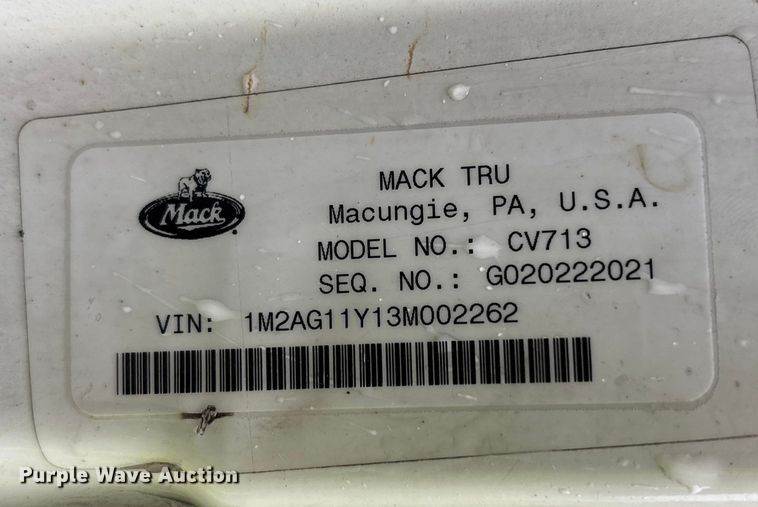 Mack
MACK TRU
Macungie, PA, U.S.A.
MODEL NO.: CV713
SEQ. NO.: G020222021
VIN: 1M2AG11Y13M002262
Purple Wave Auction